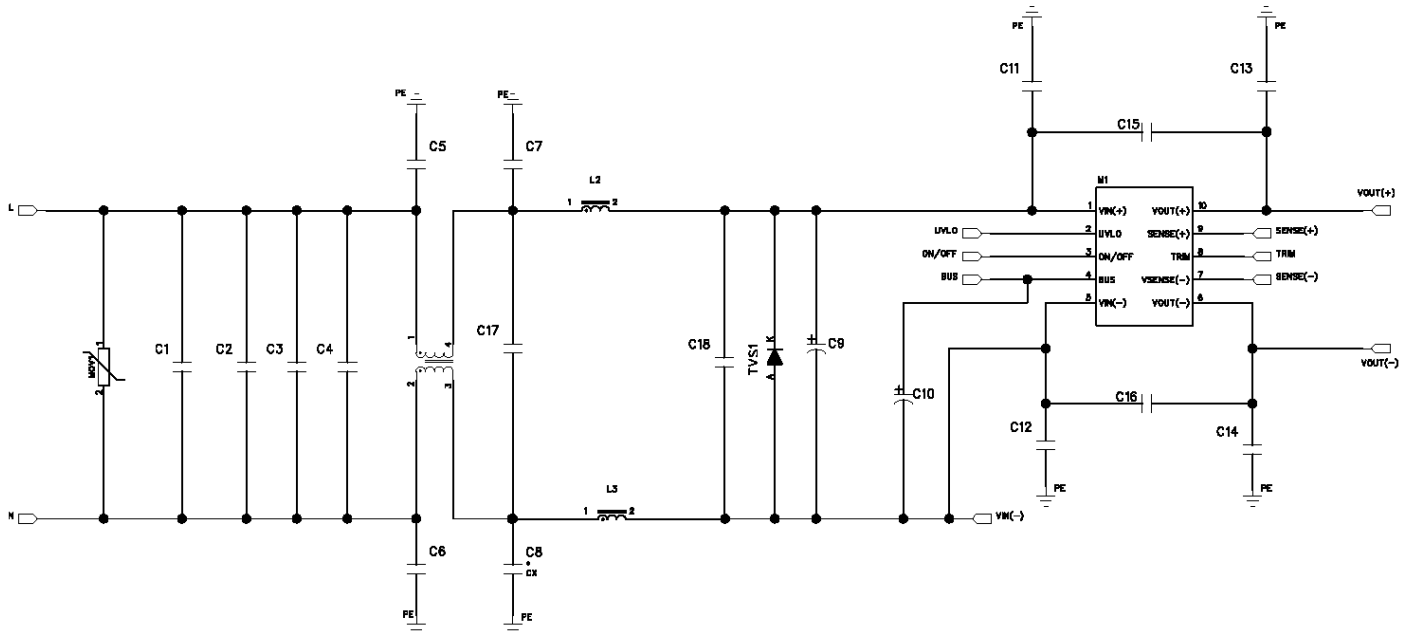 PE
PE
C11
C13
PE
PE
C15
C5
C7
L2
1 2
M1
L
VOUT(+)
1 VIN(+) VOUT(+) 10
UVLO 2 UVLO SENSE(+) 9 SENSE(+)
ON/OFF 3 ON/OFF TRIM 8 TRIM
BUS 4 BUS VSENSE(-) 7 SENSE(-)
5 VIN(-) VOUT(-) 6
VOUT(-)
MOV1
1
2
C1
C2
C3
C4
1 4
2 3
C17
C18
TVS1
K
A
+ C9
+ C10
C16
C12
C14
PE
PE
L3
1 2
N
VIN(-)
C6
C8
CX
PE
PE